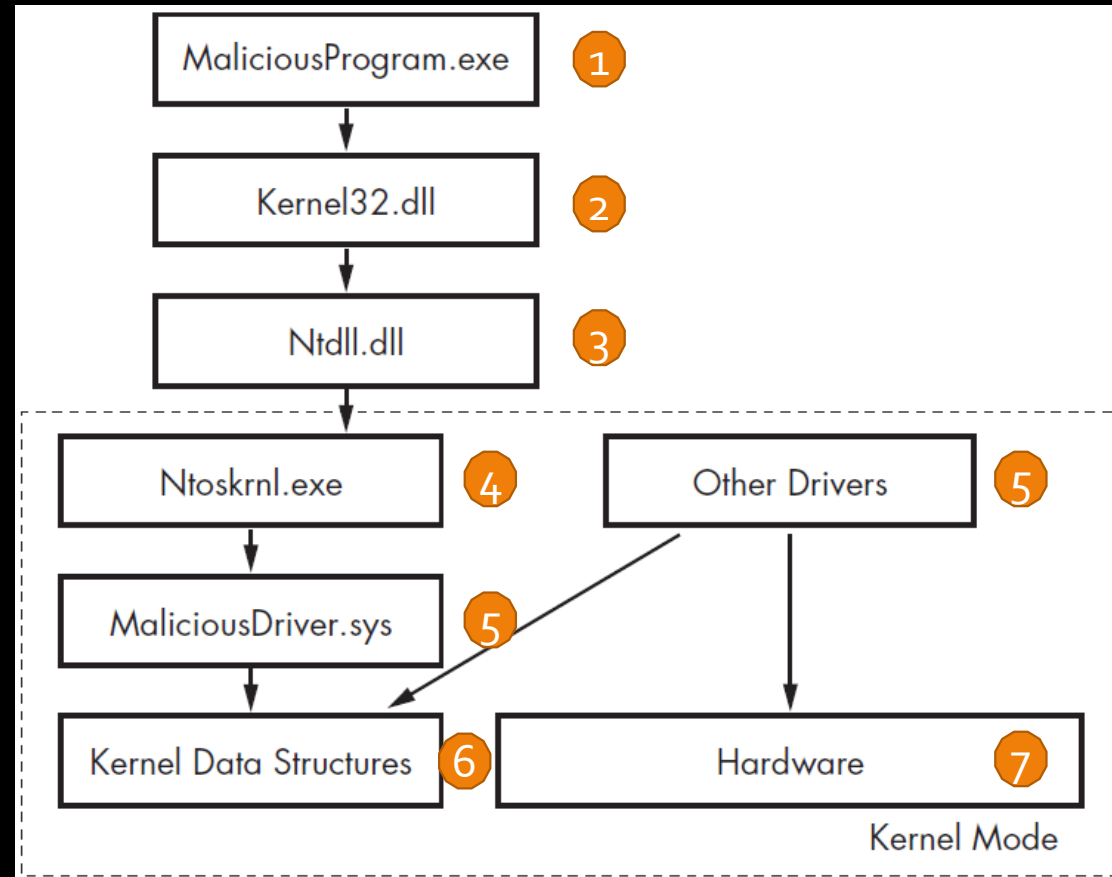 MaliciousProgram.exe
1
Kernel32.dll
2
Ntdll.dll
3
Ntoskrnl.exe
4
Other Drivers
5
MaliciousDriver.sys
5
Kernel Data Structures
6
Hardware
7
Kernel Mode